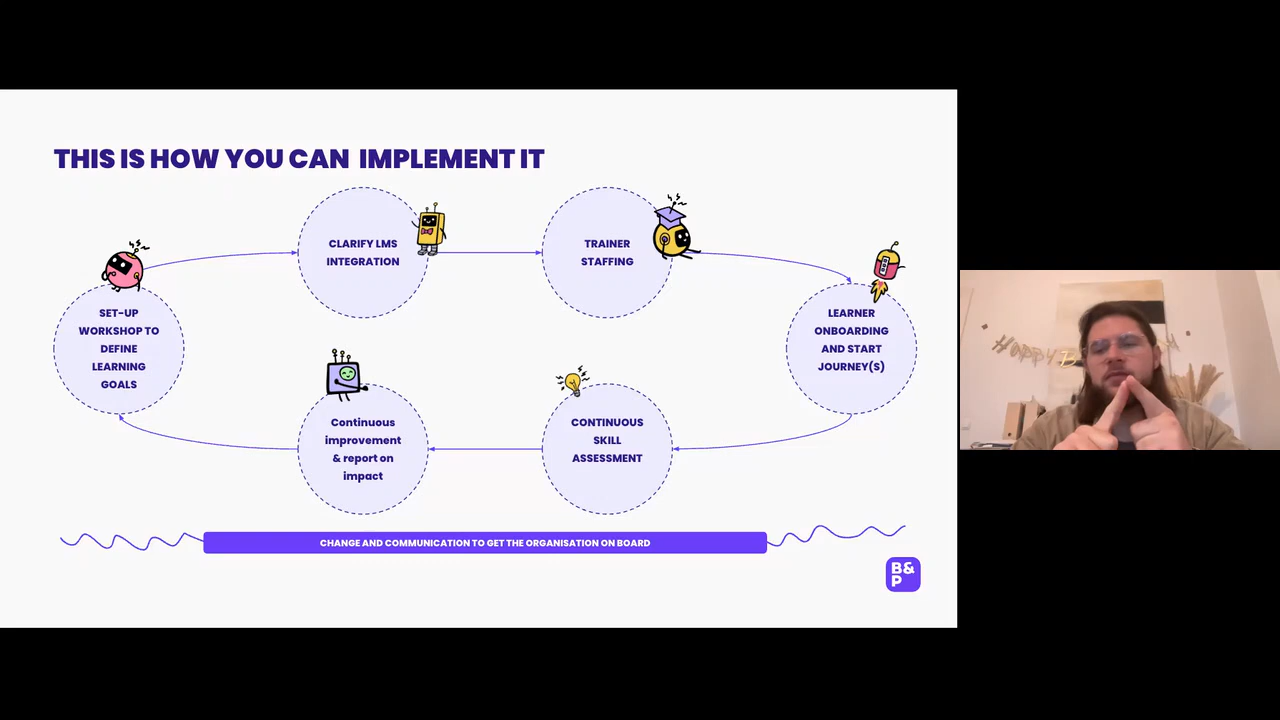 THIS IS HOW YOU CAN IMPLEMENT IT
SET-UP
WORKSHOP TO
DEFINE
LEARNING
GOALS
CLARIFY LMS
INTEGRATION
TRAINER
STAFFING
LEARNER
ONBOARDING
AND START
JOURNEY(S)
CONTINUOUS
SKILL
ASSESSMENT
Continuous
improvement
& report on
impact
CHANGE AND COMMUNICATION TO GET THE ORGANISATION ON BOARD
B&
P
HAPPY B